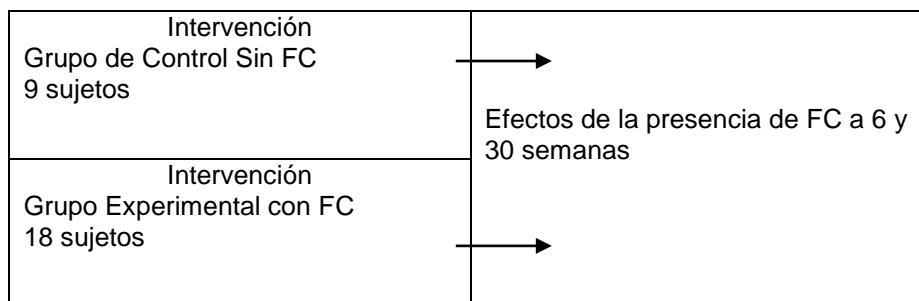 Intervención
Grupo de Control Sin FC
9 sujetos
Efectos de la presencia de FC a 6 y
30 semanas
Intervención
Grupo Experimental con FC
18 sujetos